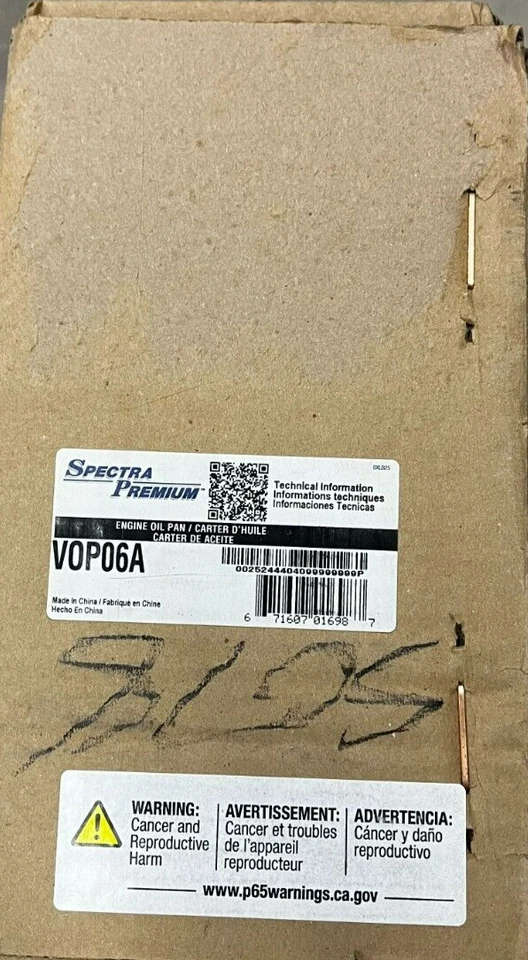 SPECTRA
PREMIUM™
Technical Information
Informations techniques
Informaciones Tecnicas
ENGINE OIL PAN / CARTER D'HUILE
CARTER DE ACEITE
VOP06A
0025244404099999999P
Made in China / Fabriqué en Chine
Hecho En China
6 71607 01698 7
WARNING:
Cancer and
Reproductive
Harm
AVERTISSEMENT:
Cancer et troubles
de l'appareil
reproducteur
ADVERTENCIA:
Cáncer y daño
reproductivo
www.p65warnings.ca.gov